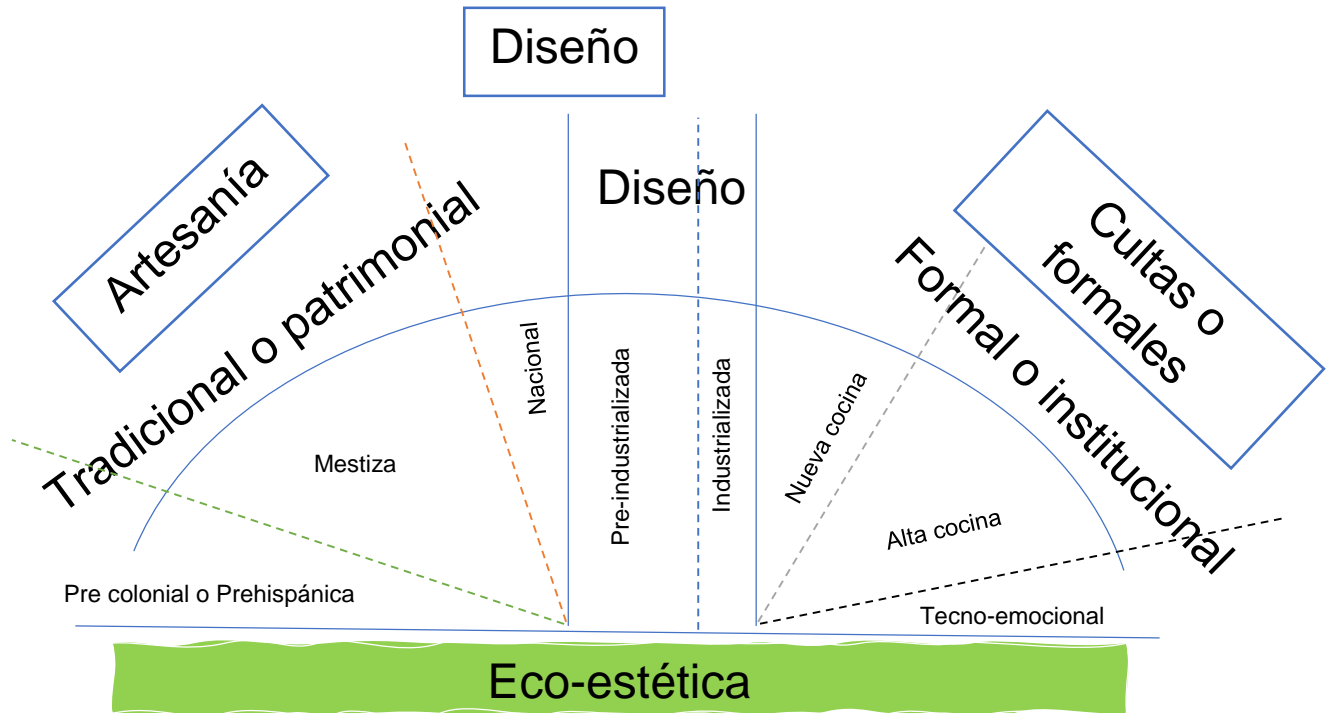 Diseño
Artesanía
Tradicional o patrimonial
Diseño
Cultas o
formales
Formal o institucional
Pre colonial o Prehispánica
Mestiza
Nacional
Pre-industrializada
Industrializada
Nueva cocina
Alta cocina
Tecno-emocional
Eco-estética